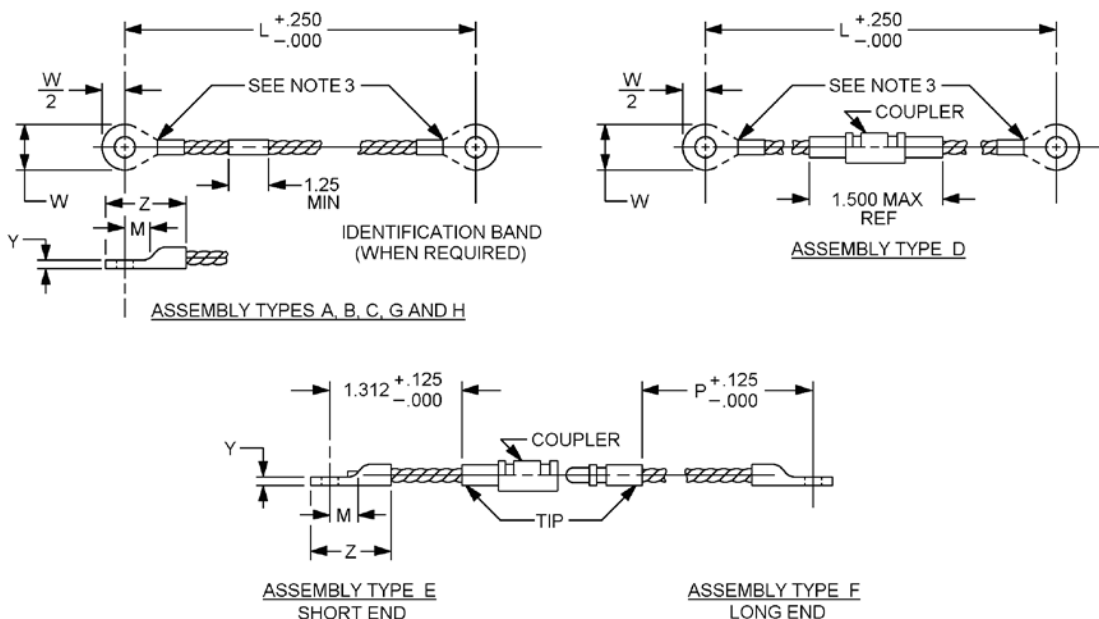 L +.250
−.000
W
2
SEE NOTE 3
W
Z
M
Y
1.25
MIN
IDENTIFICATION BAND
(WHEN REQUIRED)
ASSEMBLY TYPES A, B, C, G AND H
L +.250
−.000
W
2
SEE NOTE 3
COUPLER
W
1.500 MAX
REF
ASSEMBLY TYPE D
1.312 +.125
−.000
P +.125
−.000
Y
COUPLER
M
TIP
Z
ASSEMBLY TYPE E
SHORT END
ASSEMBLY TYPE F
LONG END